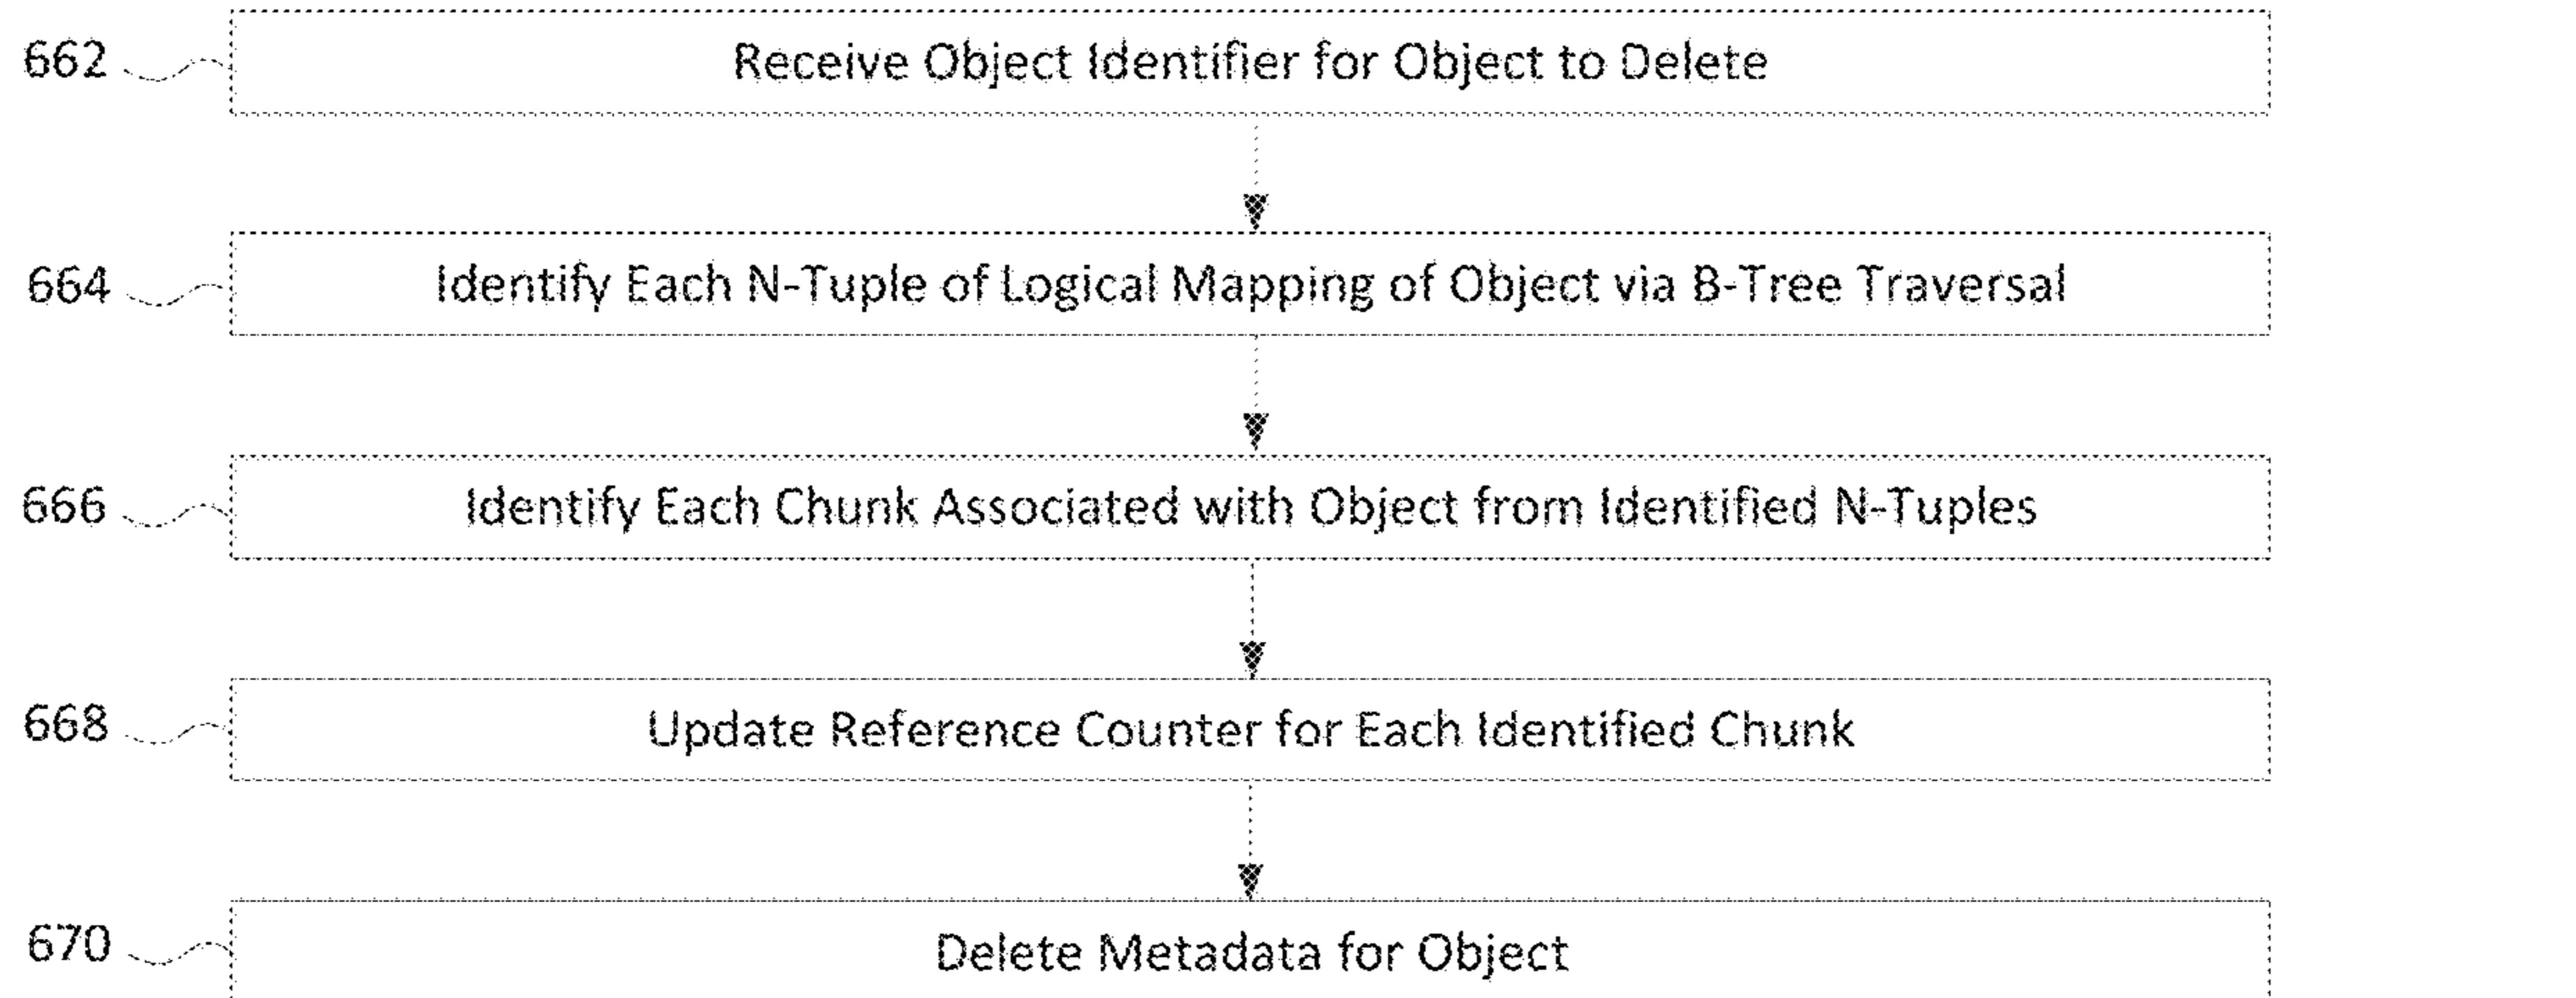 662 Receive Object Identifier for Object to Delete
664 Identify Each N-Tuple of Logical Mapping of Object via B-Tree Traversal
666 Identify Each Chunk Associated with Object from Identified N-Tuples
668 Update Reference Counter for Each Identified Chunk
670 Delete Metadata for Object